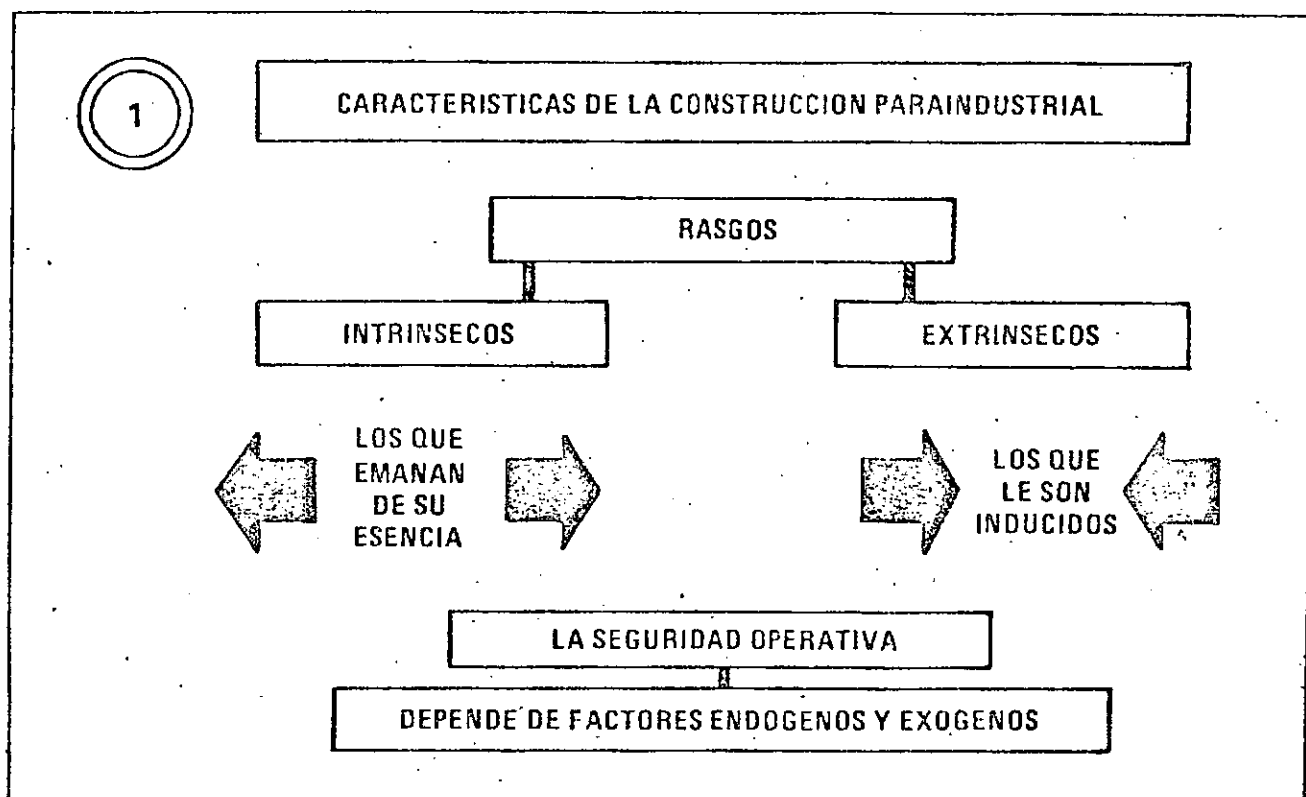 1
CARACTERISTICAS DE LA CONSTRUCCION PARAINDUSTRIAL
RASGOS
INTRINSECOS
EXTRINSECOS
LOS QUE
EMANAN
DE SU
ESENCIA
LOS QUE
LE SON
INDUCIDOS
LA SEGURIDAD OPERATIVA
DEPENDE DE FACTORES ENDOGENOS Y EXOGENOS